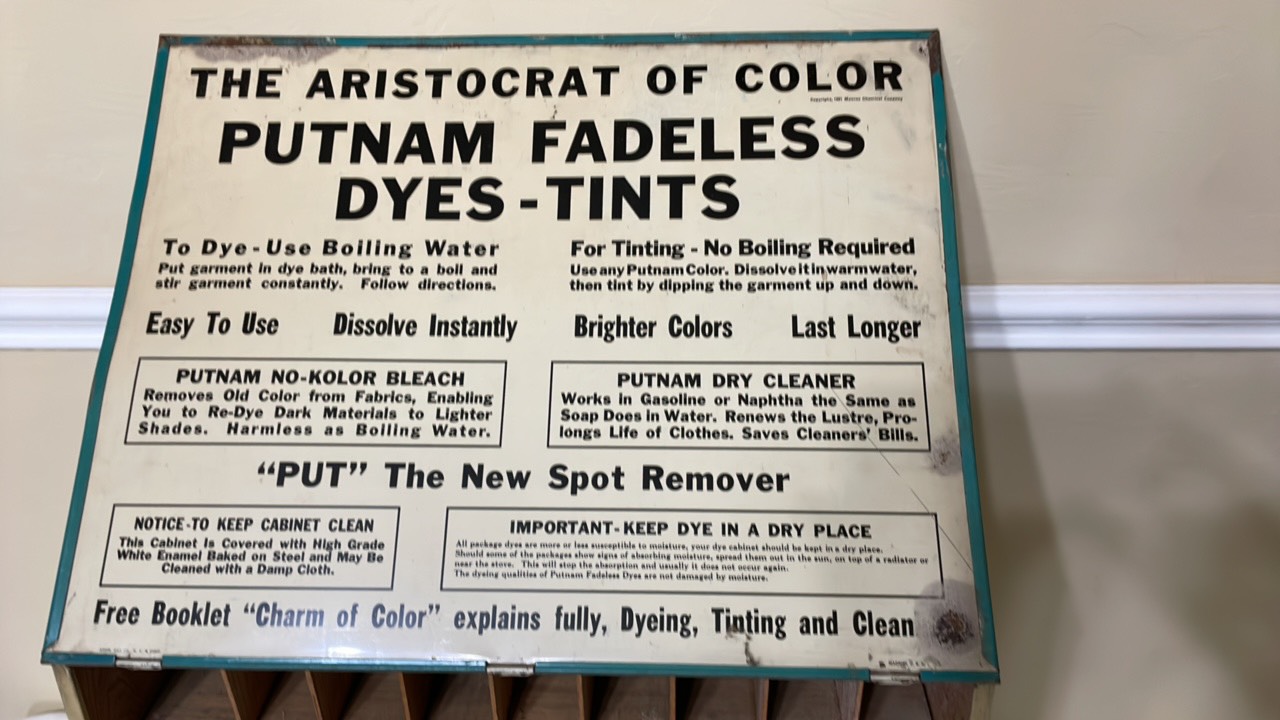 THE ARISTOCRAT OF COLOR
PUTNAM FADELESS
DYES-TINTS
To Dye-Use Boiling Water
Put garment in dye bath, bring to a boil and
stir garment constantly. Follow directions.
For Tinting - No Boiling Required
Use any Putnam Color. Dissolve it in warm water,
then tint by dipping the garment up and down.
Easy To Use Dissolve Instantly Brighter Colors Last Longer
PUTNAM NO-KOLOR BLEACH
Removes Old Color from Fabrics, Enabling
You to Re-Dye Dark Materials to Lighter
Shades. Harmless as Boiling Water.
PUTNAM DRY CLEANER
Works in Gasoline or Naphtha the Same as
Soap Does in Water. Renews the Lustre, Pro-
longs Life of Clothes. Saves Cleaners' Bills.
"PUT" The New Spot Remover
NOTICE-TO KEEP CABINET CLEAN
This Cabinet Is Covered with High Grade
White Enamel Baked on Steel and May Be
Cleaned with a Damp Cloth.
IMPORTANT-KEEP DYE IN A DRY PLACE
All package dyes are more or less susceptible to moisture, your dye cabinet should be kept in a dry place.
Should some of the packages show signs of absorbing moisture, spread them out in the sun, on top of a radiator or
near the stove. This will stop the absorption and usually it does not occur again.
The dyeing qualities of Putnam Fadeless Dyes are not damaged by moisture.
Free Booklet "Charm of Color" explains fully, Dyeing, Tinting and Clean